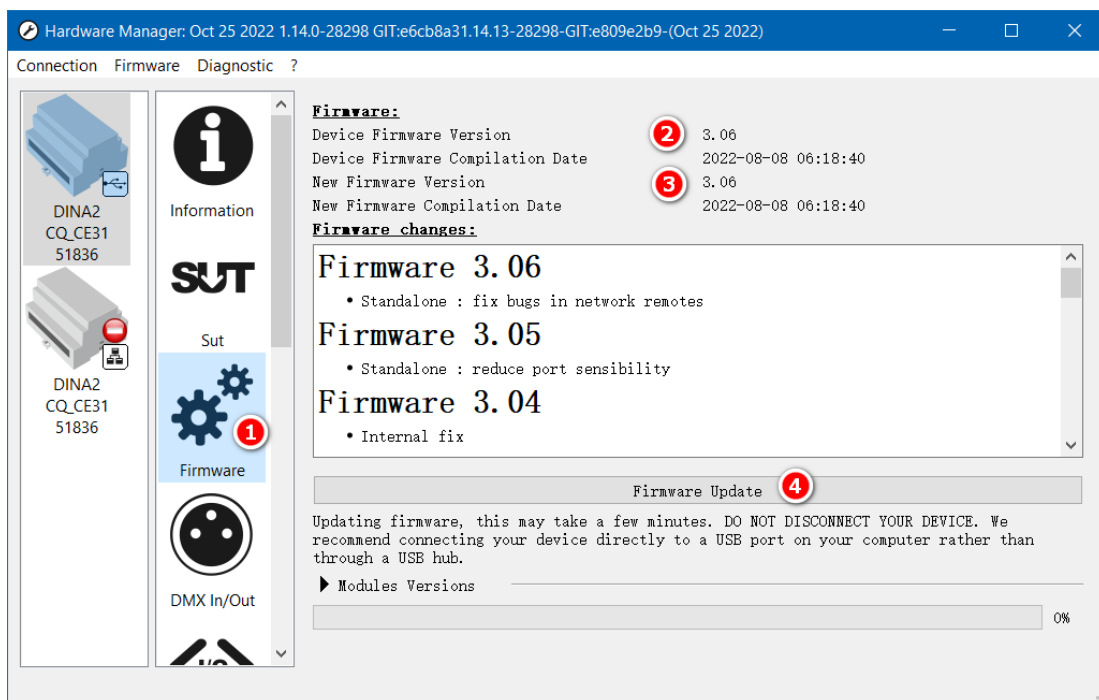 Hardware Manager: Oct 25 2022 1.14.0-28298 GIT:e6cb8a31.14.13-28298-GIT:e809e2b9-(Oct 25 2022)
Connection Firmware Diagnostic ?
DINA2
CQ_CE31
51836
DINA2
CQ_CE31
51836
Information
SUT
Sut
1
Firmware
DMX In/Out
I/O
Firmware:
Device Firmware Version 2 3.06
Device Firmware Compilation Date 2022-08-08 06:18:40
New Firmware Version 3 3.06
New Firmware Compilation Date 2022-08-08 06:18:40
Firmware changes:
Firmware 3.06
• Standalone : fix bugs in network remotes
Firmware 3.05
• Standalone : reduce port sensibility
Firmware 3.04
• Internal fix
Firmware Update 4
Updating firmware, this may take a few minutes. DO NOT DISCONNECT YOUR DEVICE. We
recommend connecting your device directly to a USB port on your computer rather than
through a USB hub.
Modules Versions
0%